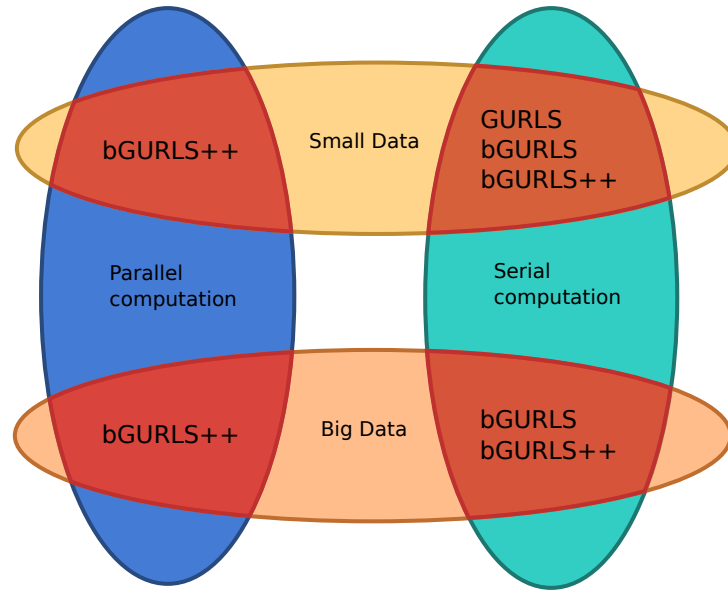 bGURLS++
Small Data
GURLS
bGURLS
bGURLS++
Parallel
computation
Serial
computation
bGURLS++
Big Data
bGURLS
bGURLS++